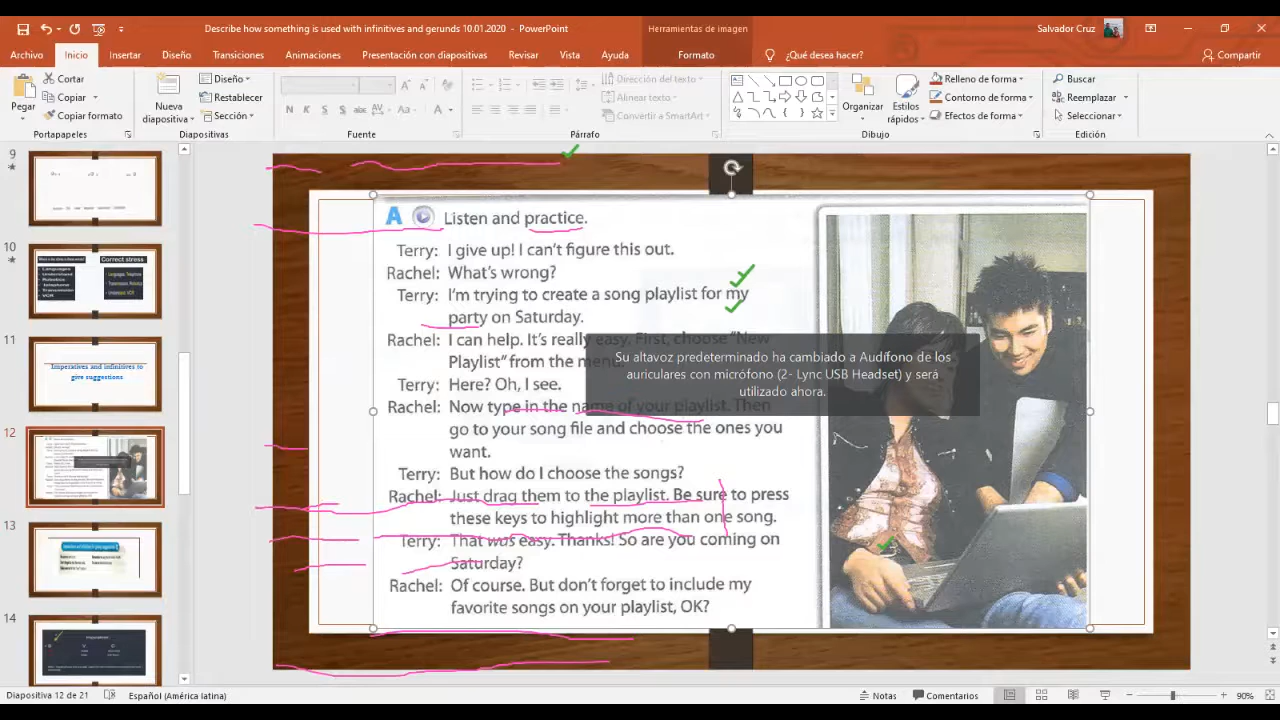 Describe how something is used with infinitives and gerunds 10.01.2020 - PowerPoint
Herramientas de imagen
Salvador Cruz
Archivo Inicio Insertar Diseño Transiciones Animaciones Presentación con diapositivas Revisar Vista Ayuda Formato ¿Qué desea hacer? Compartir
Pegar
Cortar
Copiar
Copiar formato
Portapapeles
Nueva diapositiva
Diseño
Restablecer
Sección
Diapositivas
N K S S abc AV Aa A
Fuente
Dirección del texto
Alinear texto
Convertir a SmartArt
Párrafo
Organizar
Estilos rápidos
Relleno de forma
Contorno de forma
Efectos de forma
Dibujo
Buscar
Reemplazar
Seleccionar
Edición
9
10
Correct stress
11
Imperatives and infinitives to
give suggestions
12
13
14
A Listen and practice.
Terry: I give up! I can't figure this out.
Rachel: What's wrong?
Terry: I'm trying to create a song playlist for my
party on Saturday.
Rachel: I can help. It's really easy. First, choose "New
Playlist" from the menu.
Terry: Here? Oh, I see.
Rachel: Now type in the name of your playlist. Then
go to your song file and choose the ones you
want.
Terry: But how do I choose the songs?
Rachel: Just drag them to the playlist. Be sure to press
these keys to highlight more than one song.
Terry: That was easy. Thanks! So are you coming on
Saturday?
Rachel: Of course. But don't forget to include my
favorite songs on your playlist, OK?
Su altavoz predeterminado ha cambiado a Audífono de los
auriculares con micrófono (2- Lync USB Headset) y será
utilizado ahora.
Diapositiva 12 de 21 Español (América latina) Notas Comentarios 90%